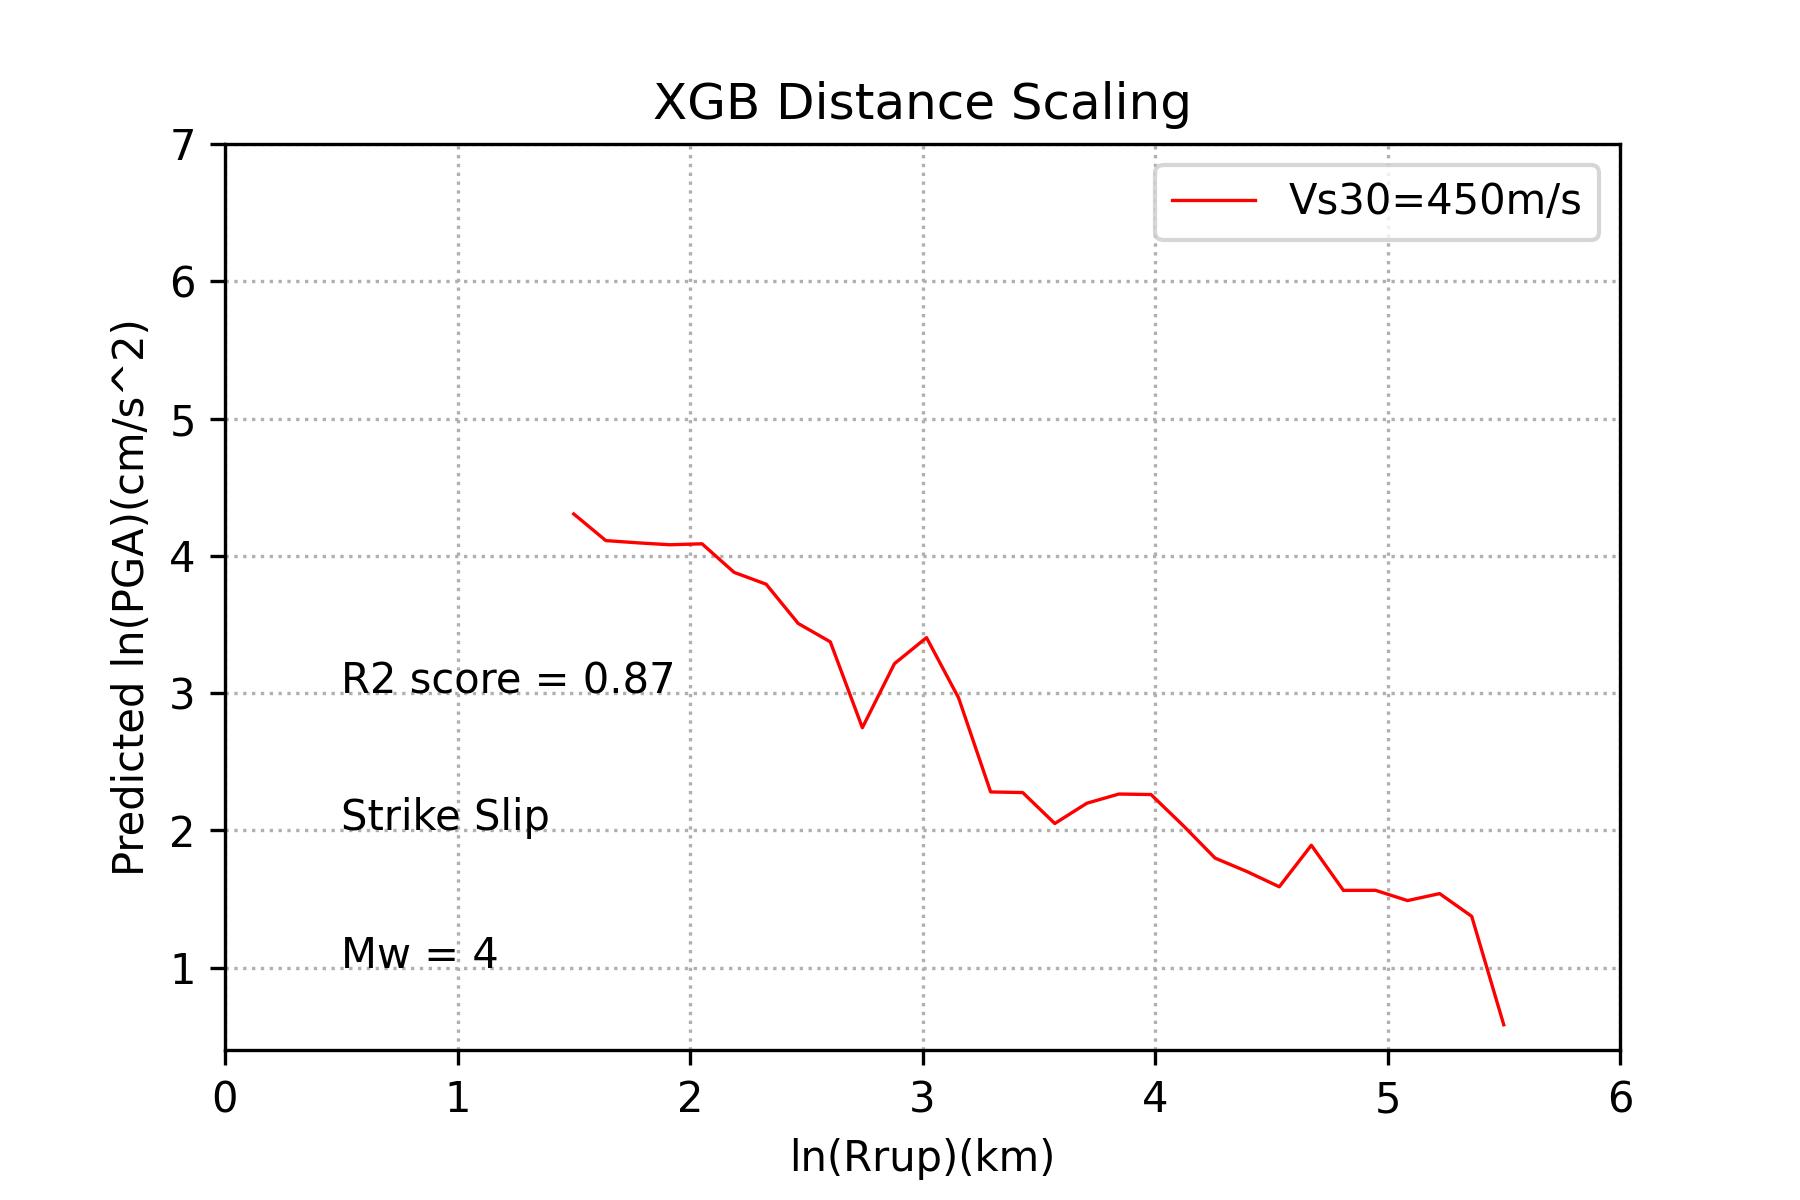 XGB Distance Scaling
7
6
5
4
3
2
1
Predicted ln(PGA)(cm/s^2)
Vs30=450m/s
R2 score = 0.87
Strike Slip
Mw = 4
0 1 2 3 4 5 6
ln(Rrup)(km)